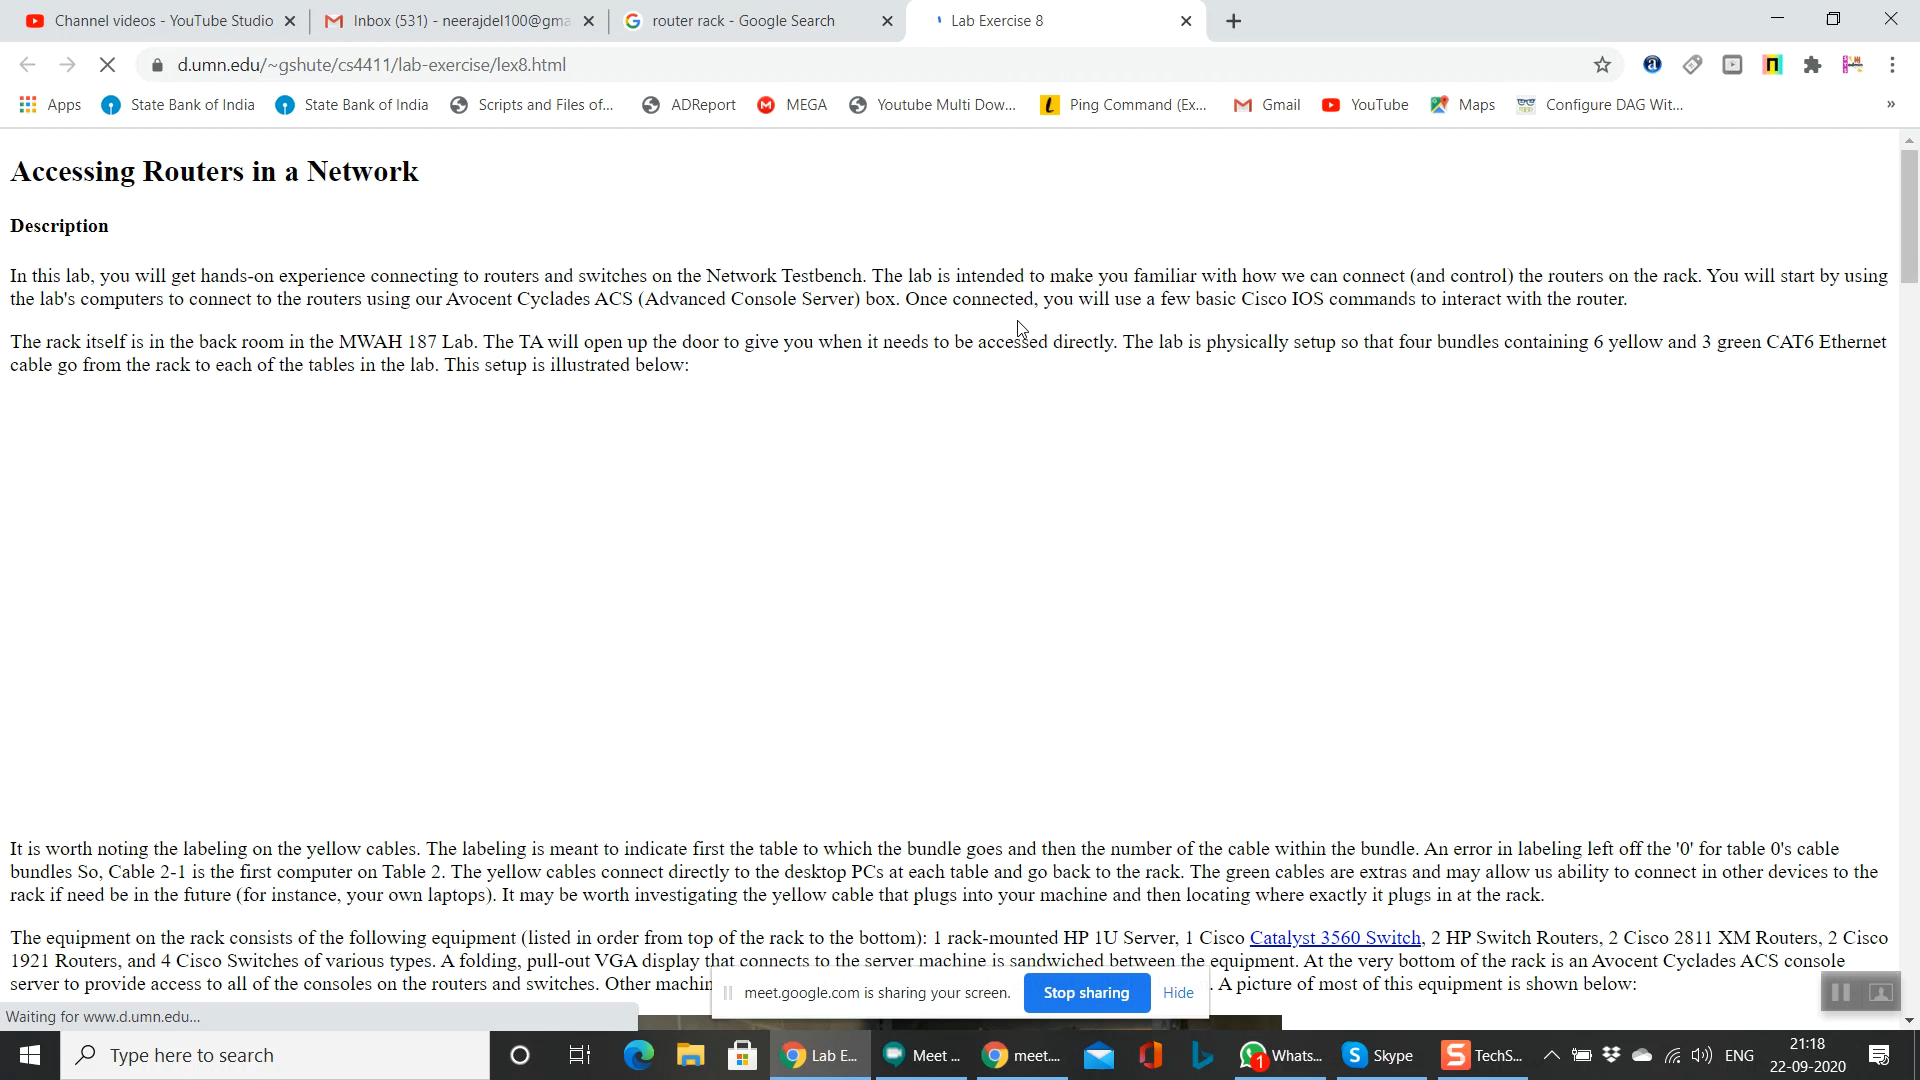 Channel videos - YouTube Studio
Inbox (531) - neerajdel100@gma
router rack - Google Search
Lab Exercise 8
d.umn.edu/~gshute/cs4411/lab-exercise/lex8.html
Apps
State Bank of India
State Bank of India
Scripts and Files of...
ADReport
MEGA
Youtube Multi Dow...
Ping Command (Ex...
Gmail
YouTube
Maps
Configure DAG Wit...
»
Accessing Routers in a Network
Description
In this lab, you will get hands-on experience connecting to routers and switches on the Network Testbench. The lab is intended to make you familiar with how we can connect (and control) the routers on the rack. You will start by using
the lab's computers to connect to the routers using our Avocent Cyclades ACS (Advanced Console Server) box. Once connected, you will use a few basic Cisco IOS commands to interact with the router.
The rack itself is in the back room in the MWAH 187 Lab. The TA will open up the door to give you when it needs to be accessed directly. The lab is physically setup so that four bundles containing 6 yellow and 3 green CAT6 Ethernet
cable go from the rack to each of the tables in the lab. This setup is illustrated below:
It is worth noting the labeling on the yellow cables. The labeling is meant to indicate first the table to which the bundle goes and then the number of the cable within the bundle. An error in labeling left off the '0' for table 0's cable
bundles So, Cable 2-1 is the first computer on Table 2. The yellow cables connect directly to the desktop PCs at each table and go back to the rack. The green cables are extras and may allow us ability to connect in other devices to the
rack if need be in the future (for instance, your own laptops). It may be worth investigating the yellow cable that plugs into your machine and then locating where exactly it plugs in at the rack.
The equipment on the rack consists of the following equipment (listed in order from top of the rack to the bottom): 1 rack-mounted HP 1U Server, 1 Cisco Catalyst 3560 Switch, 2 HP Switch Routers, 2 Cisco 2811 XM Routers, 2 Cisco
1921 Routers, and 4 Cisco Switches of various types. A folding, pull-out VGA display that connects to the server machine is sandwiched between the equipment. At the very bottom of the rack is an Avocent Cyclades ACS console
server to provide access to all of the consoles on the routers and switches. Other machin . A picture of most of this equipment is shown below:
meet.google.com is sharing your screen.
Stop sharing
Hide
Waiting for www.d.umn.edu...
Type here to search
Lab E...
Meet ...
meet....
1
Whats...
Skype
TechS...
ENG
21:18
22-09-2020